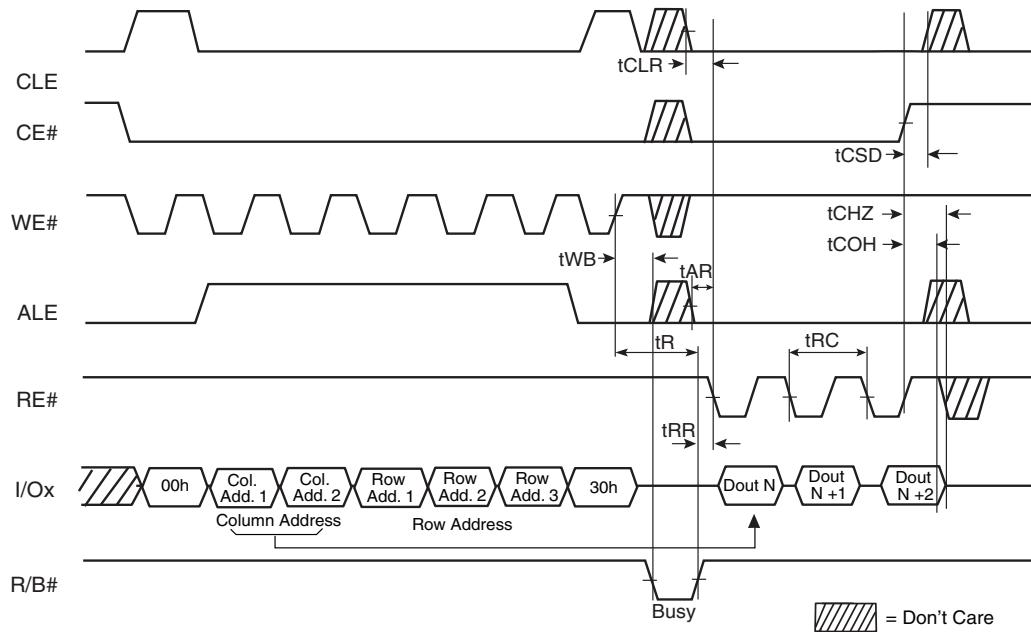 CLE
tCLR
CE#
tCSD
WE#
tCHZ
tCOH
tWB
tAR
ALE
tR
tRC
RE#
tRR
I/Ox
00h
Col. Add. 1
Col. Add. 2
Row Add. 1
Row Add. 2
Row Add. 3
30h
Dout N
Dout N +1
Dout N +2
Column Address
Row Address
R/B#
Busy
= Don't Care